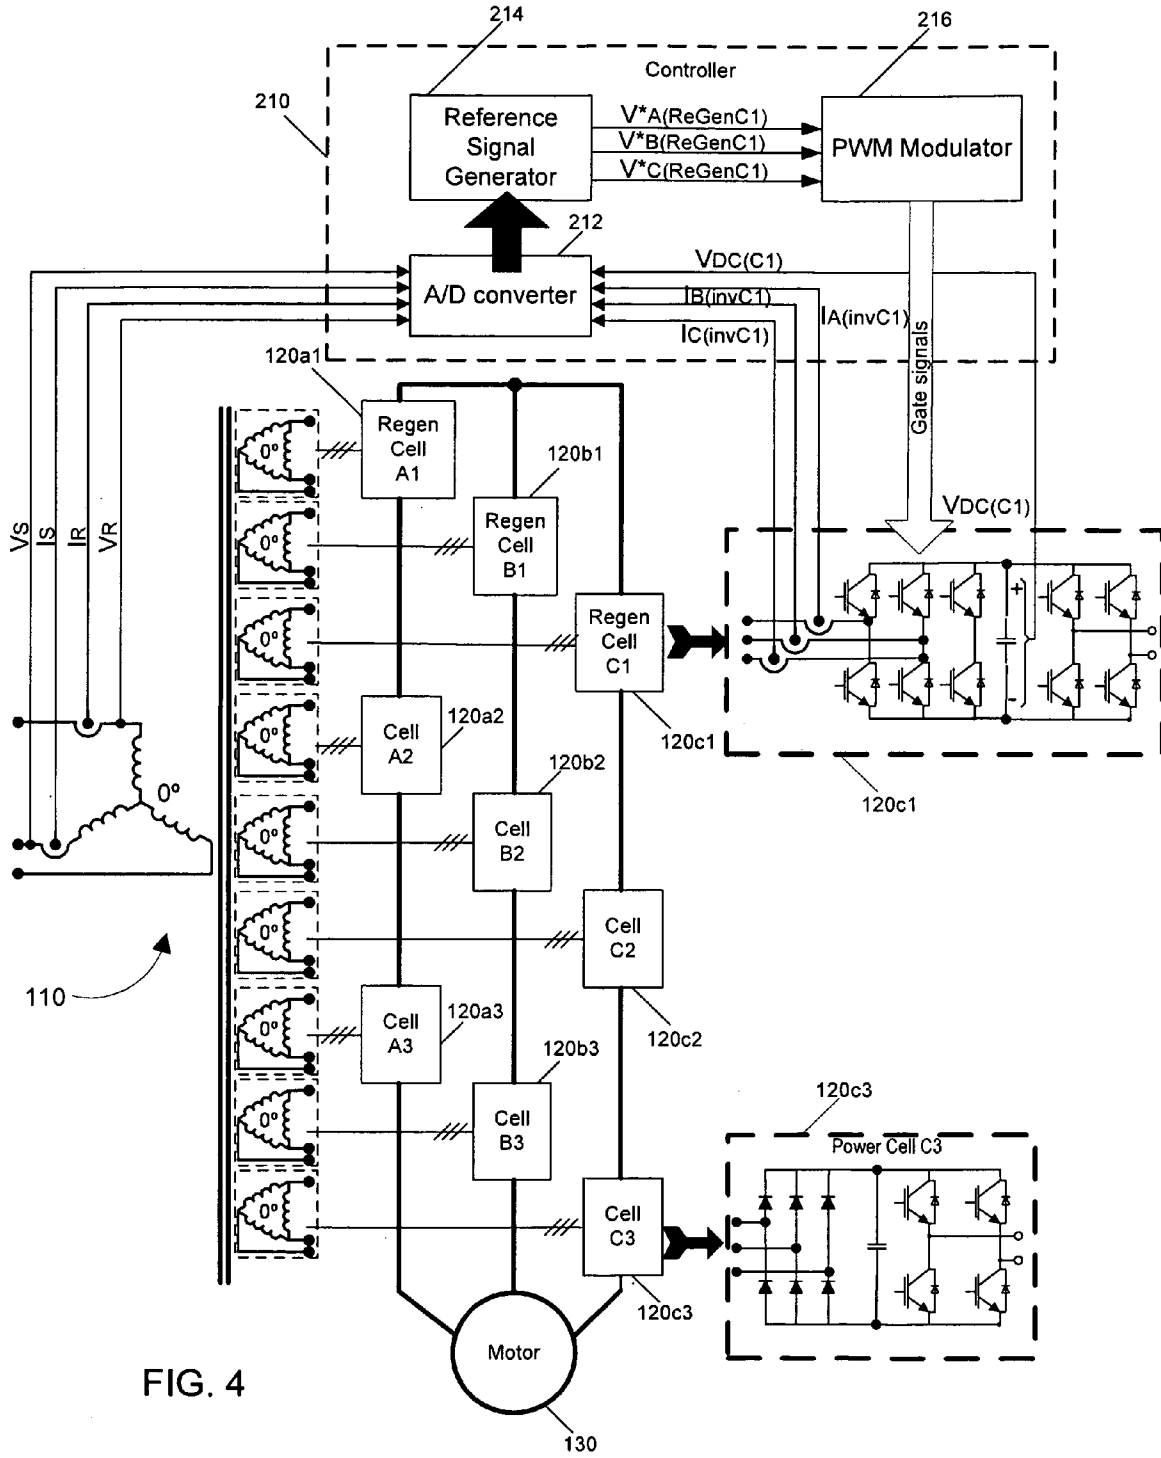 214
216
210
Controller
Reference
Signal
Generator
V*A(ReGenC1)
V*B(ReGenC1)
V*C(ReGenC1)
PWM Modulator
212
A/D converter
VDC(C1)
IB(invC1)
IA(invC1)
IC(invC1)
Gate signals
120a1
Regen
Cell
A1
0°
120b1
Regen
Cell
B1
0°
VDC(C1)
VS
IS
IR
VR
Regen
Cell
C1
0°
+
-
120c1
120c1
Cell
A2
0°
120a2
120b2
0°
Cell
B2
0°
Cell
C2
0°
120c2
110
Cell
A3
0°
120a3
120b3
Cell
B3
0°
120c3
Power Cell C3
Cell
C3
0°
120c3
Motor
130
FIG. 4